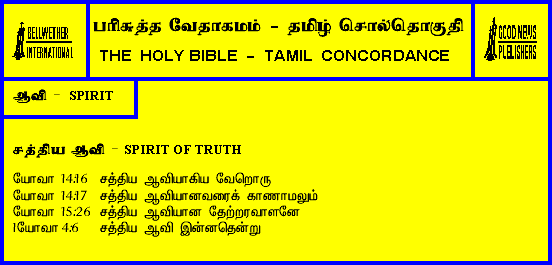 BELLWETHER
INTERNATIONAL
பரிசுத்த வேதாகமம் - தமிழ் சொல்தொகுதி
THE HOLY BIBLE - TAMIL CONCORDANCE
GOOD NEWS
PUBLISHERS
ஆவி - SPIRIT
சத்திய ஆவி - SPIRIT OF TRUTH
யோவா 14:16 சத்திய ஆவியாகிய வேறொரு
யோவா 14:17 சத்திய ஆவியானவரைக் காணாமலும்
யோவா 15:26 சத்திய ஆவியான தேற்றரவாளனே
1யோவா 4:6 சத்திய ஆவி இன்னதென்று